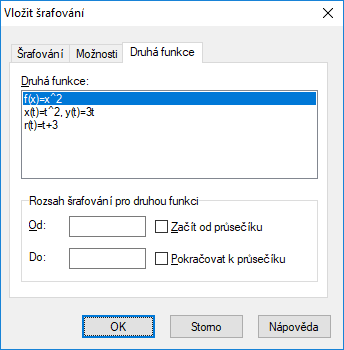 Vložit šrafování
Šrafování Možnosti Druhá funkce
Druhá funkce:
f(x)=x^2
x(t)=t^2, y(t)=3t
r(t)=t+3
Rozsah šrafování pro druhou funkci
Od: Začít od průsečíku
Do: Pokračovat k průsečíku
OK Storno Nápověda